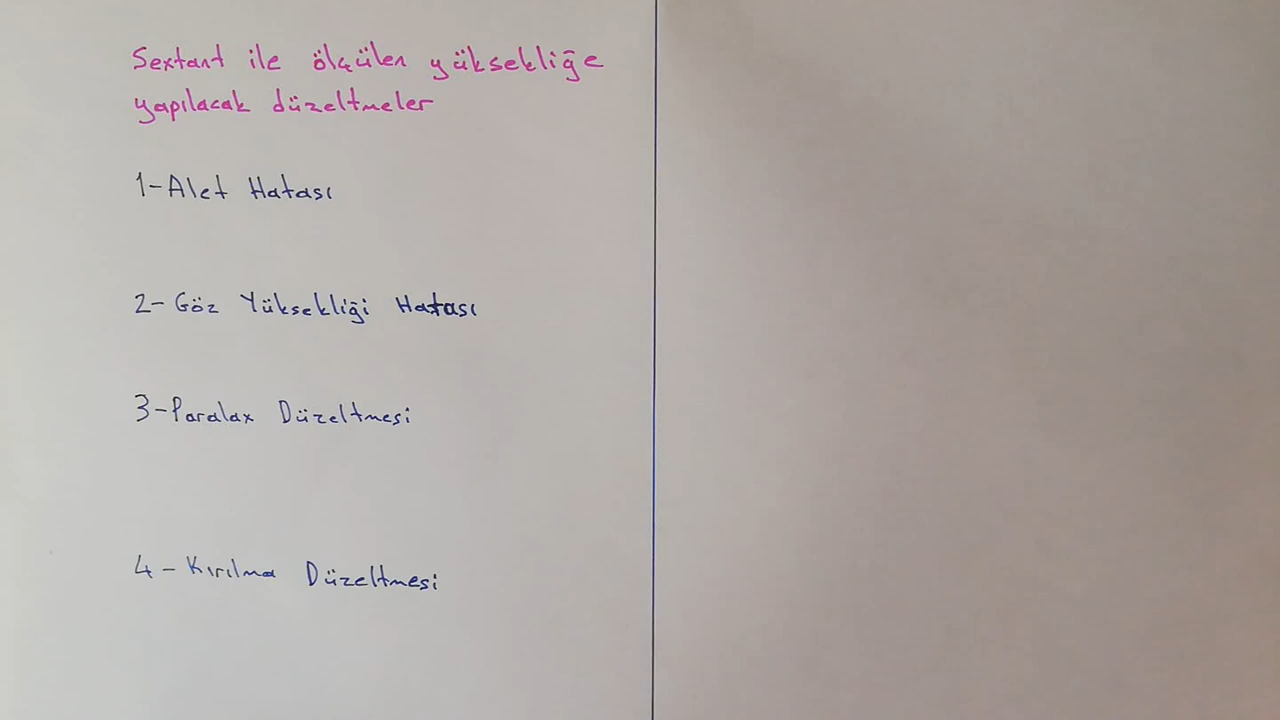 Sextant ile ölçülen yüksekliğe
yapılacak düzeltmeler
1-Alet Hatası
2- Göz Yüksekliği Hatası
3-Paralax Düzeltmesi
4- Kırılma Düzeltmesi